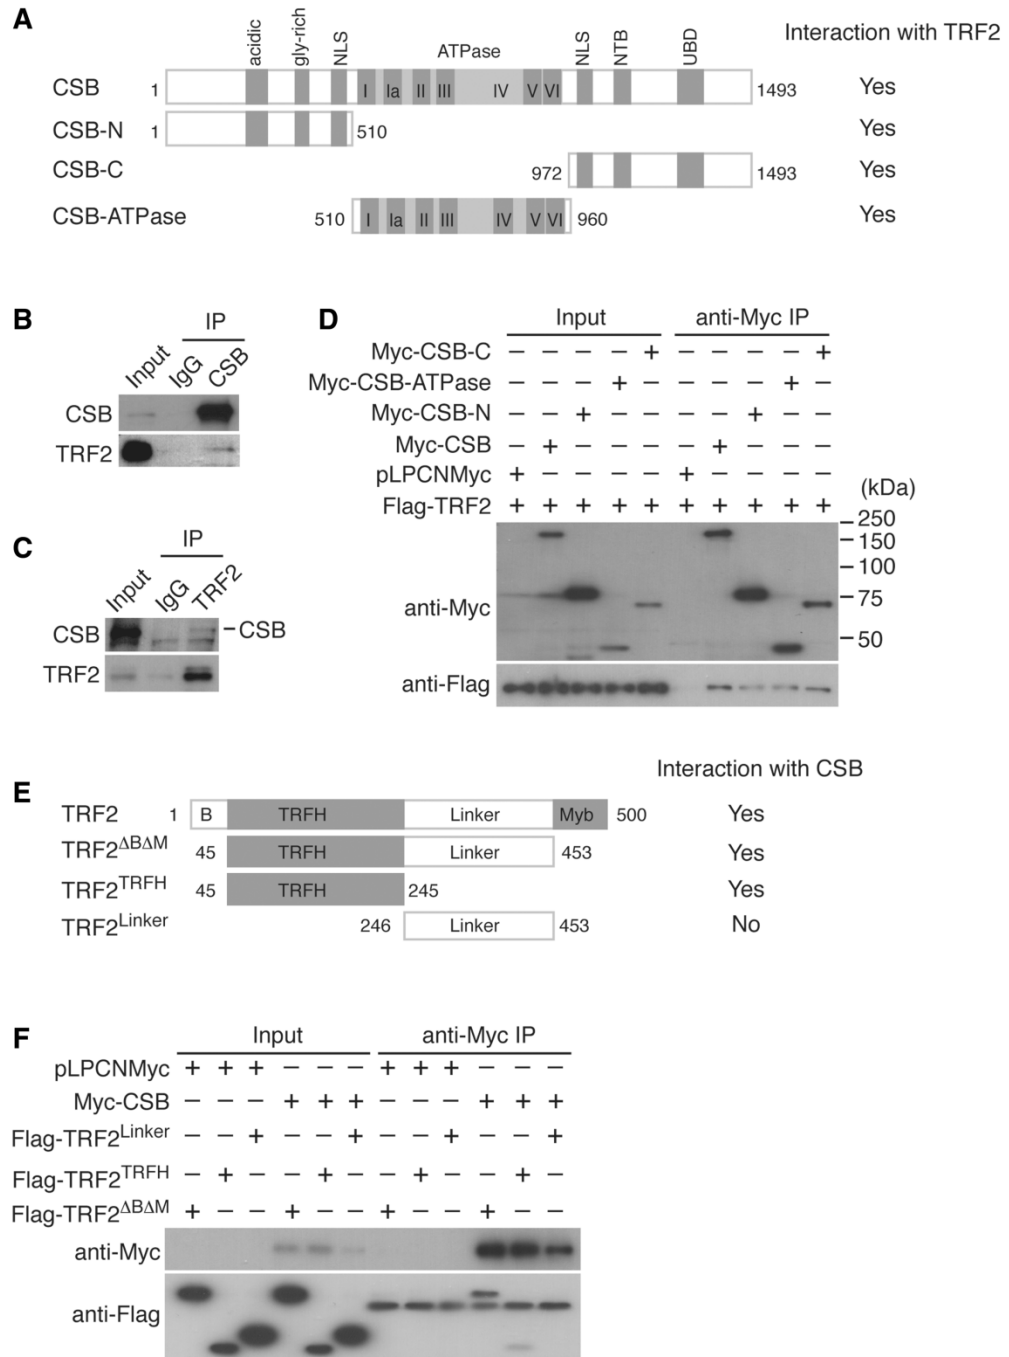 A
acidic gly-rich NLS ATPase NLS NTB UBD Interaction with TRF2
CSB 1 I Ia II III IV V VI 1493 Yes
CSB-N 1 510 Yes
CSB-C 972 1493 Yes
CSB-ATPase 510 I Ia II III IV V VI 960 Yes
B
IP
Input IgG CSB
CSB
TRF2
C
IP
Input IgG TRF2
CSB –CSB
TRF2
D
Input anti-Myc IP
Myc-CSB-C – – – – + – – – – +
Myc-CSB-ATPase – – – + – – – – + –
Myc-CSB-N – – + – – – – + – –
Myc-CSB – + – – – – + – – –
pLPCNMyc + – – – – + – – – –
Flag-TRF2 + + + + + + + + + +
(kDa)
250
150
100
anti-Myc 75
50
anti-Flag
E
Interaction with CSB
TRF2 1 B TRFH Linker Myb 500 Yes
TRF2ΔBΔM 45 TRFH Linker 453 Yes
TRF2TRFH 45 TRFH 245 Yes
TRF2Linker 246 Linker 453 No
F
Input anti-Myc IP
pLPCNMyc + + + – – – + + + – – –
Myc-CSB – – – + + + – – – + + +
Flag-TRF2Linker – – + – – + – – + – – +
Flag-TRF2TRFH – + – – + – – + – – + –
Flag-TRF2ΔBΔM + – – + – – + – – + – –
anti-Myc
anti-Flag